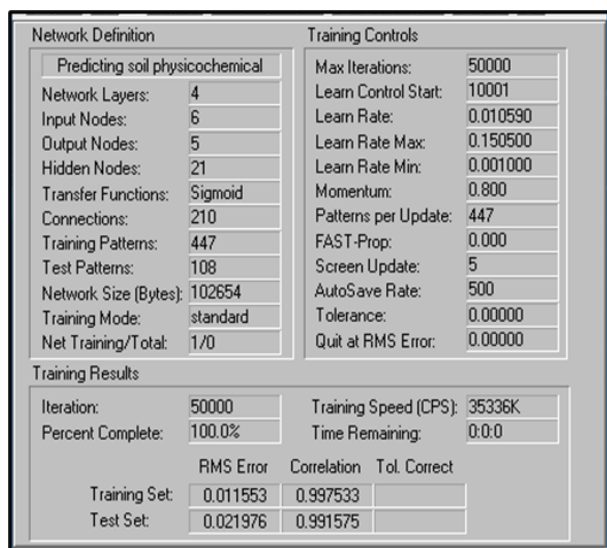 Network Definition
Predicting soil physicochemical
Network Layers: 4
Input Nodes: 6
Output Nodes: 5
Hidden Nodes: 21
Transfer Functions: Sigmoid
Connections: 210
Training Patterns: 447
Test Patterns: 108
Network Size (Bytes): 102654
Training Mode: standard
Net Training/Total: 1/0
Training Controls
Max Iterations: 50000
Learn Control Start: 10001
Learn Rate: 0.010590
Learn Rate Max: 0.150500
Learn Rate Min: 0.001000
Momentum: 0.800
Patterns per Update: 447
FAST-Prop: 0.000
Screen Update: 5
AutoSave Rate: 500
Tolerance: 0.00000
Quit at RMS Error: 0.00000
Training Results
Iteration: 50000 Training Speed (CPS): 35336K
Percent Complete: 100.0% Time Remaining: 0:0:0
RMS Error Correlation Tol. Correct
Training Set: 0.011553 0.997533
Test Set: 0.021976 0.991575